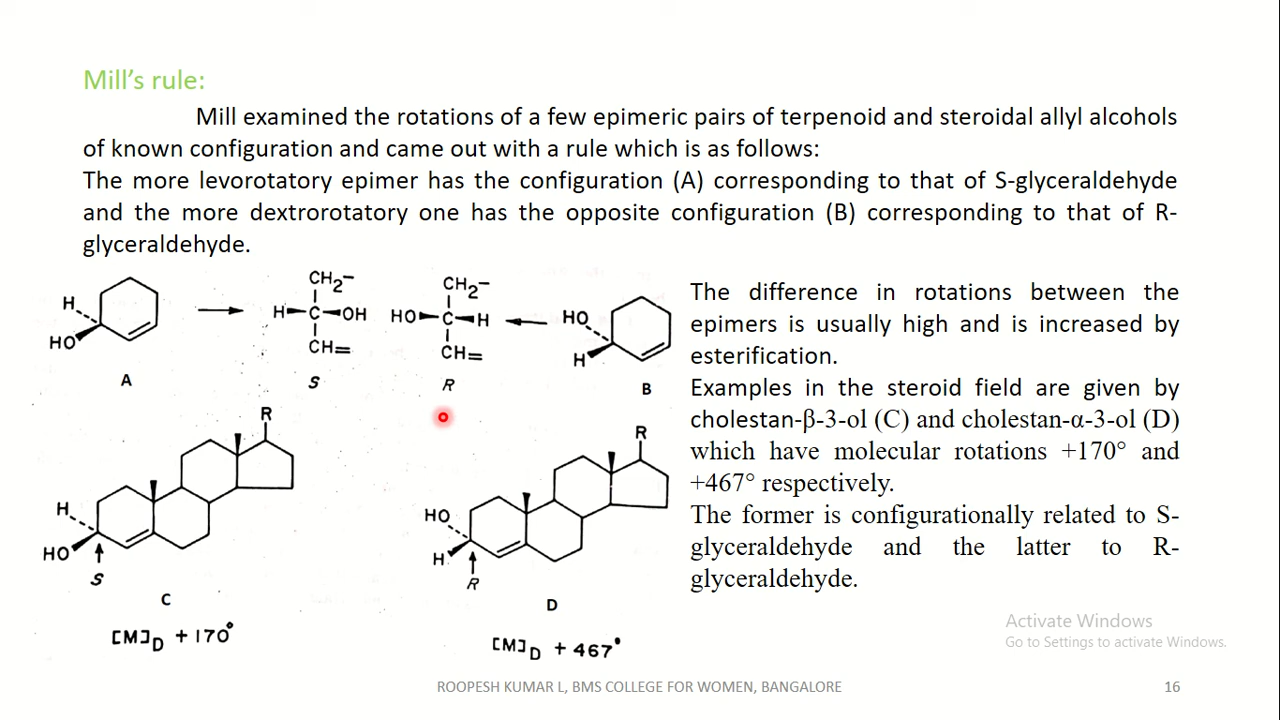 Mill's rule:
Mill examined the rotations of a few epimeric pairs of terpenoid and steroidal allyl alcohols
of known configuration and came out with a rule which is as follows:
The more levorotatory epimer has the configuration (A) corresponding to that of S-glyceraldehyde
and the more dextrorotatory one has the opposite configuration (B) corresponding to that of R-
glyceraldehyde.
H
HO
A
CH2–
H–C–OH
CH=
S
CH2–
HO–C–H
CH=
R
HO
H
B
The difference in rotations between the
epimers is usually high and is increased by
esterification.
Examples in the steroid field are given by
cholestan-β-3-ol (C) and cholestan-α-3-ol (D)
which have molecular rotations +170° and
+467° respectively.
The former is configurationally related to S-
glyceraldehyde and the latter to R-
glyceraldehyde.
R
H
HO
S
C
[M]D + 170°
R
HO
H
R
D
[M]D + 467°
Activate Windows
Go to Settings to activate Windows.
ROOPESH KUMAR L, BMS COLLEGE FOR WOMEN, BANGALORE
16